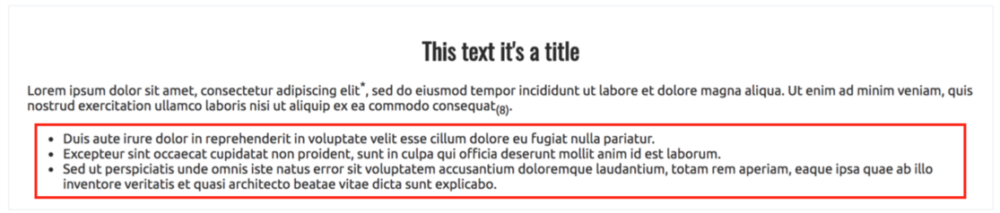 This text it's a title
Lorem ipsum dolor sit amet, consectetur adipiscing elit*, sed do eiusmod tempor incididunt ut labore et dolore magna aliqua. Ut enim ad minim veniam, quis
nostrud exercitation ullamco laboris nisi ut aliquip ex ea commodo consequat(8).
• Duis aute irure dolor in reprehenderit in voluptate velit esse cillum dolore eu fugiat nulla pariatur.
• Excepteur sint occaecat cupidatat non proident, sunt in culpa qui officia deserunt mollit anim id est laborum.
• Sed ut perspiciatis unde omnis iste natus error sit voluptatem accusantium doloremque laudantium, totam rem aperiam, eaque ipsa quae ab illo
inventore veritatis et quasi architecto beatae vitae dicta sunt explicabo.